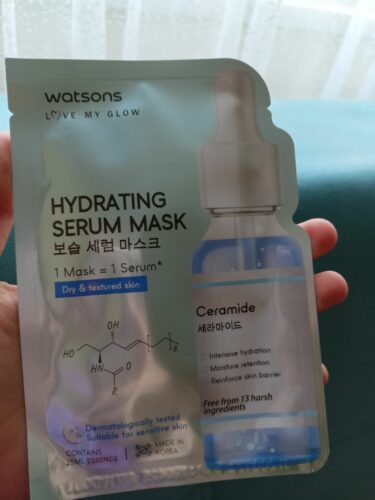 watsons
LOVE MY GLOW
HYDRATING
SERUM MASK
보습 세럼 마스크
1 Mask = 1 Serum*
Dry & textured skin
OH
HO
6
HN
O
R
Ceramide
세라마이드
Intensive hydration
Moisture retention
Reinforce skin barrier
Free from 13 harsh
ingredients
Dermatologically tested
Suitable for sensitive skin
CONTAINS
25ML ESSENCE
MADE IN
KOREA